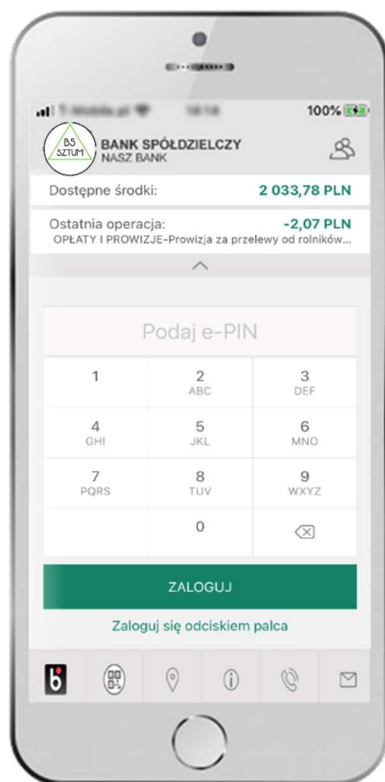 100%
BS
SZTUM
BANK SPÓŁDZIELCZY
NASZ BANK
Dostępne środki: 2 033,78 PLN
Ostatnia operacja: -2,07 PLN
OPŁATY I PROWIZJE-Prowizja za przelewy od rolników...
Podaj e-PIN
1 2 3
ABC DEF
4 5 6
GHI JKL MNO
7 8 9
PQRS TUV WXYZ
0
ZALOGUJ
Zaloguj się odciskiem palca
b